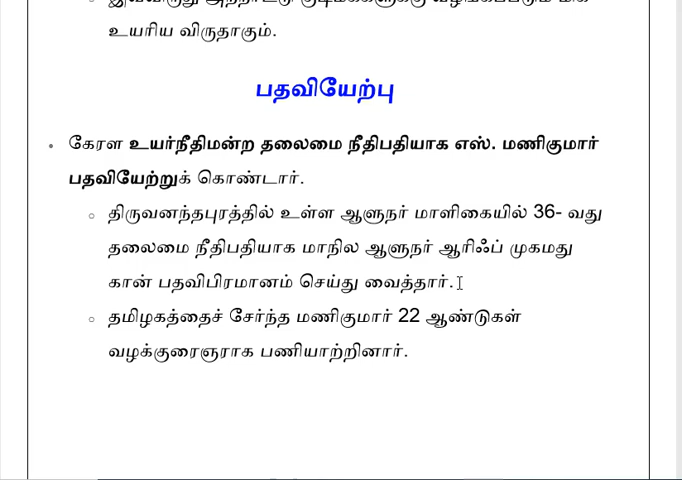 உயரிய விருதாகும்.
பதவியேற்பு
கேரள உயர்நீதிமன்ற தலைமை நீதிபதியாக எஸ். மணிகுமார்
பதவியேற்றுக் கொண்டார்.
திருவனந்தபுரத்தில் உள்ள ஆளுநர் மாளிகையில் 36- வது
தலைமை நீதிபதியாக மாநில ஆளுநர் ஆரிஃப் முகமது
கான் பதவிபிரமானம் செய்து வைத்தார்.
தமிழகத்தைச் சேர்ந்த மணிகுமார் 22 ஆண்டுகள்
வழக்குரைஞராக பணியாற்றினார்.